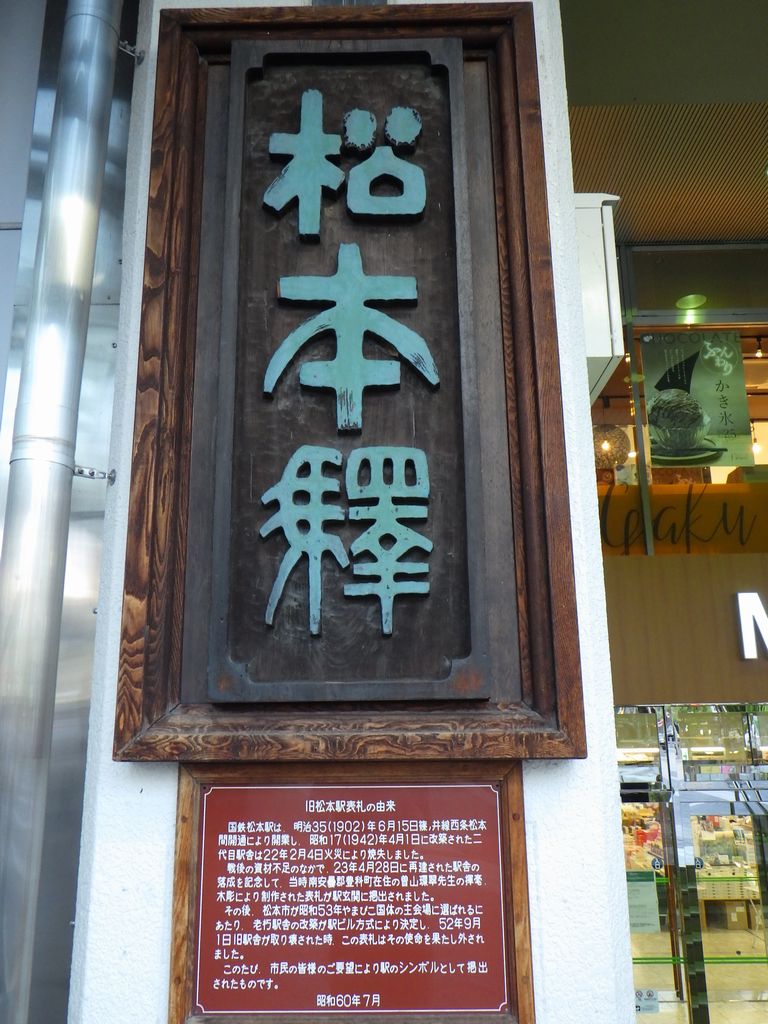 松
本
驛
旧松本駅表札の由来
国鉄松本駅は、明治35(1902)年6月15日篠ノ井線西条松本
間開通により開業し、昭和17(1942)年4月1日に改築された二
代目駅舎は22年2月4日火災により焼失しました。
戦後の資材不足のなかで、23年4月28日に再建された駅舎の
落成を記念して、当時南安曇郡豊科町在住の曽山環翠先生の揮毫、
木彫により制作された表札が駅玄関に掲出されました。
その後、松本市が昭和53年やまびこ国体の主会場に選ばれるに
あたり、老朽駅舎の改築が駅ビル方式により決定し、52年9月
1日旧駅舎が取り壊された時、この表札はその使命を果たし外され
ました。
このたび、市民の皆様のご要望により駅のシンボルとして掲出
されたものです。
昭和60年7月
かき氷
Gaku
M